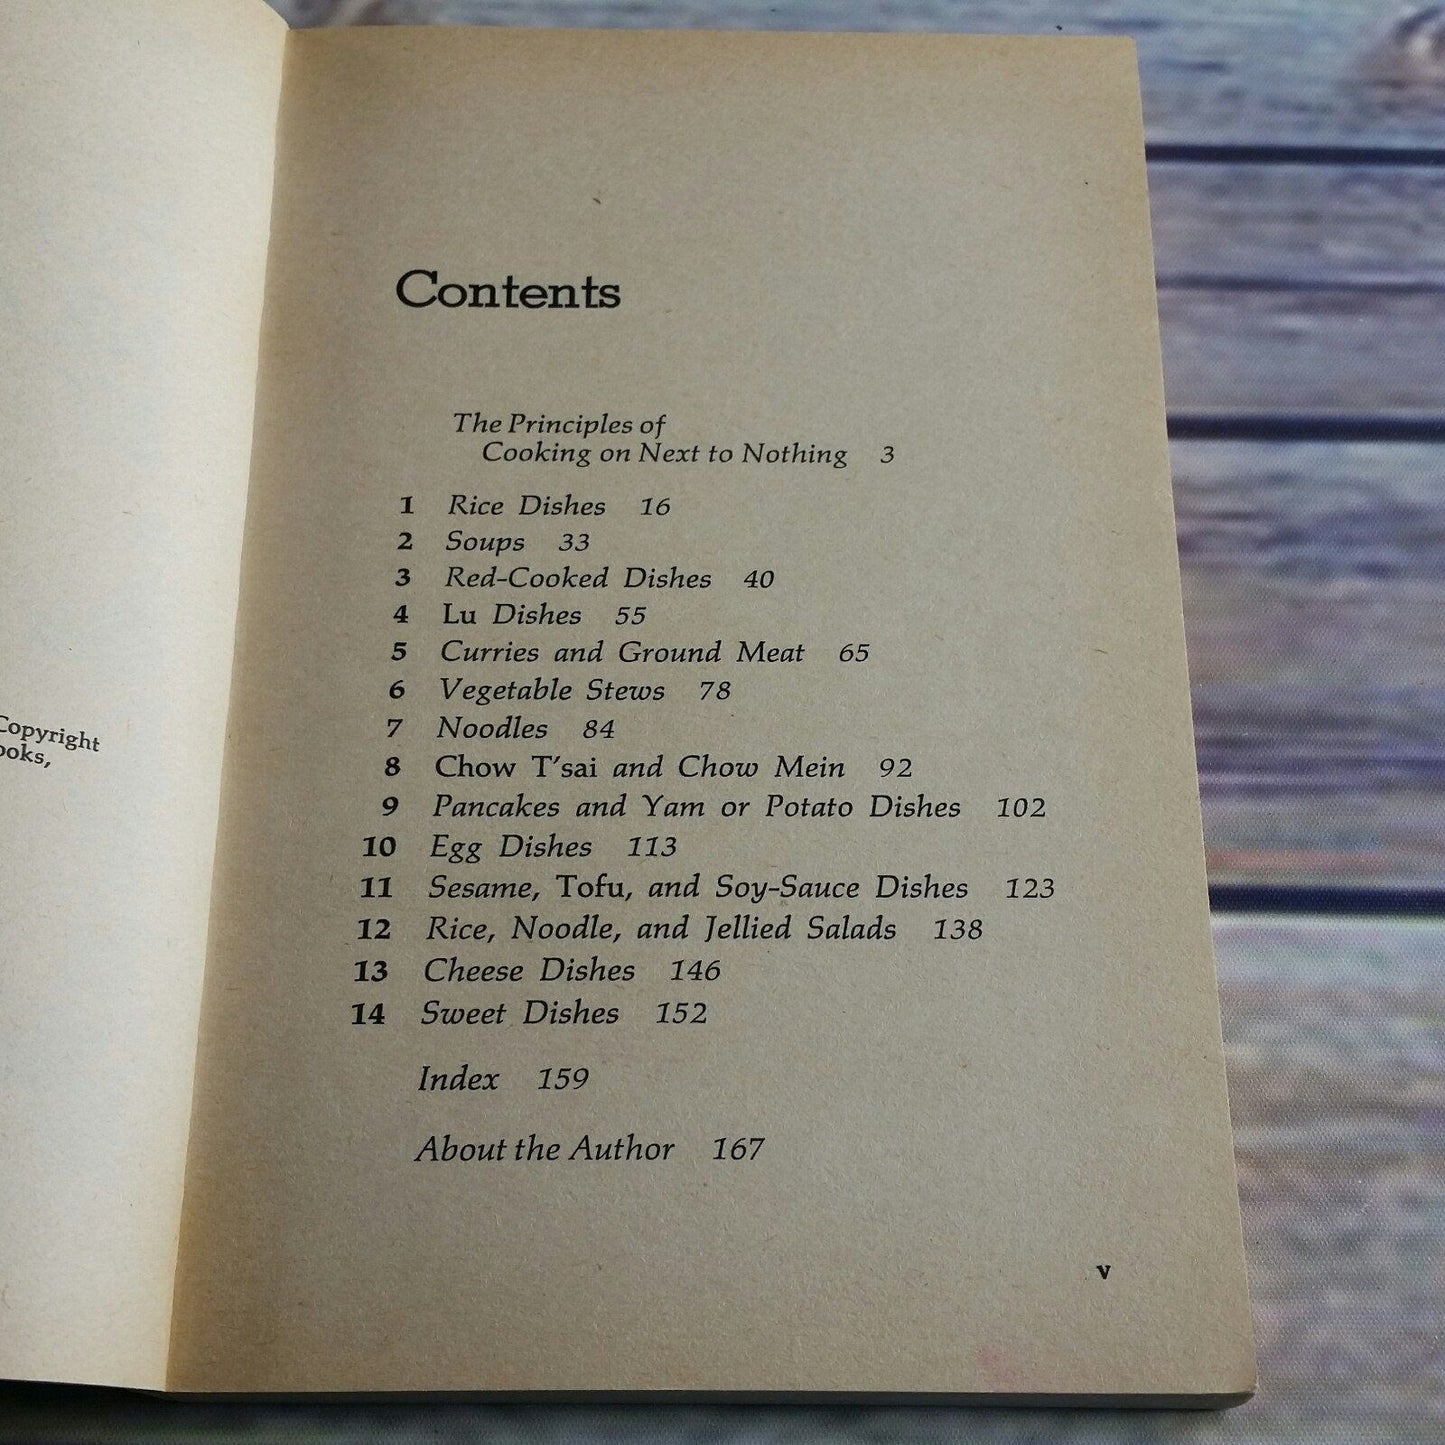 Copyright
ooks,
Contents
The Principles of
Cooking on Next to Nothing 3
1 Rice Dishes 16
2 Soups 33
3 Red-Cooked Dishes 40
4 Lu Dishes 55
5 Curries and Ground Meat 65
6 Vegetable Stews 78
7 Noodles 84
8 Chow T'sai and Chow Mein 92
9 Pancakes and Yam or Potato Dishes 102
10 Egg Dishes 113
11 Sesame, Tofu, and Soy-Sauce Dishes 123
12 Rice, Noodle, and Jellied Salads 138
13 Cheese Dishes 146
14 Sweet Dishes 152
Index 159
About the Author 167
v